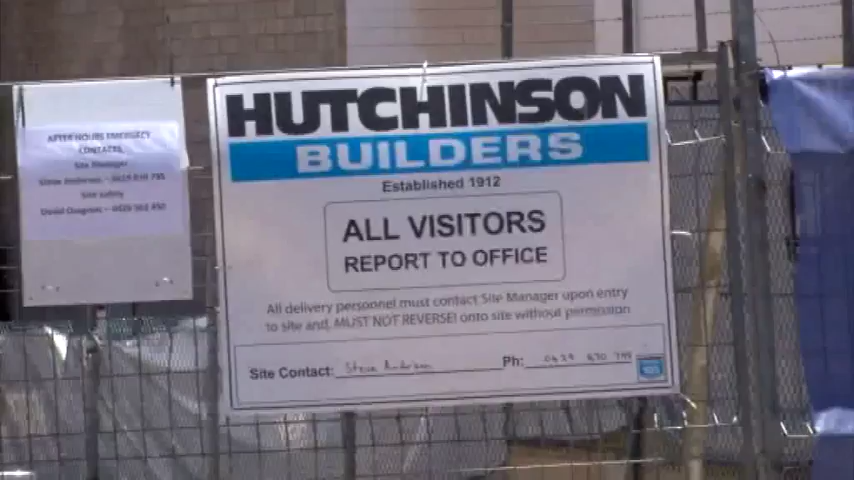 AFTER HOURS EMERGENCY
CONTACTS
Site Manager
Site Safety
HUTCHINSON
BUILDERS
Established 1912
ALL VISITORS
REPORT TO OFFICE
All delivery personnel must contact Site Manager upon entry
to site and, MUST NOT REVERSE! onto site without permission
Site Contact: Steve Ph: 0429